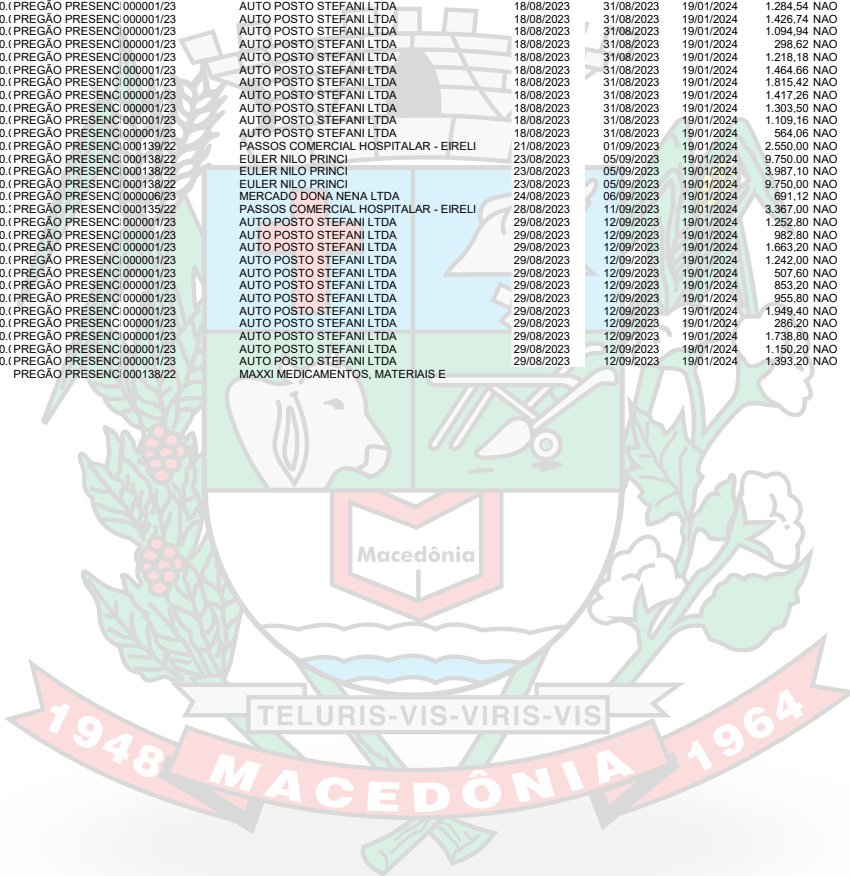 0.(PREGÃO PRESENC 000001/23 AUTO POSTO STEFANI LTDA 18/08/2023 31/08/2023 19/01/2024 1.284,54 NAO
0.(PREGÃO PRESENC 000001/23 AUTO POSTO STEFANI LTDA 18/08/2023 31/08/2023 19/01/2024 1.426,74 NAO
0.(PREGÃO PRESENC 000001/23 AUTO POSTO STEFANI LTDA 18/08/2023 31/08/2023 19/01/2024 1.094,94 NAO
0.(PREGÃO PRESENC 000001/23 AUTO POSTO STEFANI LTDA 18/08/2023 31/08/2023 19/01/2024 298,62 NAO
0.(PREGÃO PRESENC 000001/23 AUTO POSTO STEFANI LTDA 18/08/2023 31/08/2023 19/01/2024 1.218,18 NAO
0.(PREGÃO PRESENC 000001/23 AUTO POSTO STEFANI LTDA 18/08/2023 31/08/2023 19/01/2024 1.464,66 NAO
0.(PREGÃO PRESENC 000001/23 AUTO POSTO STEFANI LTDA 18/08/2023 31/08/2023 19/01/2024 1.815,42 NAO
0.(PREGÃO PRESENC 000001/23 AUTO POSTO STEFANI LTDA 18/08/2023 31/08/2023 19/01/2024 1.417,26 NAO
0.(PREGÃO PRESENC 000001/23 AUTO POSTO STEFANI LTDA 18/08/2023 31/08/2023 19/01/2024 1.303,50 NAO
0.(PREGÃO PRESENC 000001/23 AUTO POSTO STEFANI LTDA 18/08/2023 31/08/2023 19/01/2024 1.109,16 NAO
0.(PREGÃO PRESENC 000001/23 AUTO POSTO STEFANI LTDA 18/08/2023 31/08/2023 19/01/2024 564,06 NAO
0.(PREGÃO PRESENC 000139/22 PASSOS COMERCIAL HOSPITALAR - EIRELI 21/08/2023 01/09/2023 19/01/2024 2.550,00 NAO
0.(PREGÃO PRESENC 000138/22 EULER NILO PRINCI 23/08/2023 05/09/2023 19/01/2024 9.750,00 NAO
0.(PREGÃO PRESENC 000138/22 EULER NILO PRINCI 23/08/2023 05/09/2023 19/01/2024 3.987,10 NAO
0.(PREGÃO PRESENC 000138/22 EULER NILO PRINCI 23/08/2023 05/09/2023 19/01/2024 9.750,00 NAO
0.(PREGÃO PRESENC 000006/23 MERCADO DONA NENA LTDA 24/08/2023 06/09/2023 19/01/2024 691,12 NAO
0.:PREGÃO PRESENC 000135/22 PASSOS COMERCIAL HOSPITALAR - EIRELI 28/08/2023 11/09/2023 19/01/2024 3.367,00 NAO
0.(PREGÃO PRESENC 000001/23 AUTO POSTO STEFANI LTDA 29/08/2023 12/09/2023 19/01/2024 1.252,80 NAO
0.(PREGÃO PRESENC 000001/23 AUTO POSTO STEFANI LTDA 29/08/2023 12/09/2023 19/01/2024 982,80 NAO
0.(PREGÃO PRESENC 000001/23 AUTO POSTO STEFANI LTDA 29/08/2023 12/09/2023 19/01/2024 1.663,20 NAO
0.(PREGÃO PRESENC 000001/23 AUTO POSTO STEFANI LTDA 29/08/2023 12/09/2023 19/01/2024 1.242,00 NAO
0.(PREGÃO PRESENC 000001/23 AUTO POSTO STEFANI LTDA 29/08/2023 12/09/2023 19/01/2024 507,60 NAO
0.(PREGÃO PRESENC 000001/23 AUTO POSTO STEFANI LTDA 29/08/2023 12/09/2023 19/01/2024 853,20 NAO
0.(PREGÃO PRESENC 000001/23 AUTO POSTO STEFANI LTDA 29/08/2023 12/09/2023 19/01/2024 955,80 NAO
0.(PREGÃO PRESENC 000001/23 AUTO POSTO STEFANI LTDA 29/08/2023 12/09/2023 19/01/2024 1.949,40 NAO
0.(PREGÃO PRESENC 000001/23 AUTO POSTO STEFANI LTDA 29/08/2023 12/09/2023 19/01/2024 286,20 NAO
0.(PREGÃO PRESENC 000001/23 AUTO POSTO STEFANI LTDA 29/08/2023 12/09/2023 19/01/2024 1.738,80 NAO
0.(PREGÃO PRESENC 000001/23 AUTO POSTO STEFANI LTDA 29/08/2023 12/09/2023 19/01/2024 1.150,20 NAO
0.(PREGÃO PRESENC 000001/23 AUTO POSTO STEFANI LTDA 29/08/2023 12/09/2023 19/01/2024 1.393,20 NAO
PREGÃO PRESENC 000138/22 MAXXI MEDICAMENTOS, MATERIAIS E
Macedônia
TELURIS-VIS-VIRIS-VIS
1948 MACEDÔNIA 1964